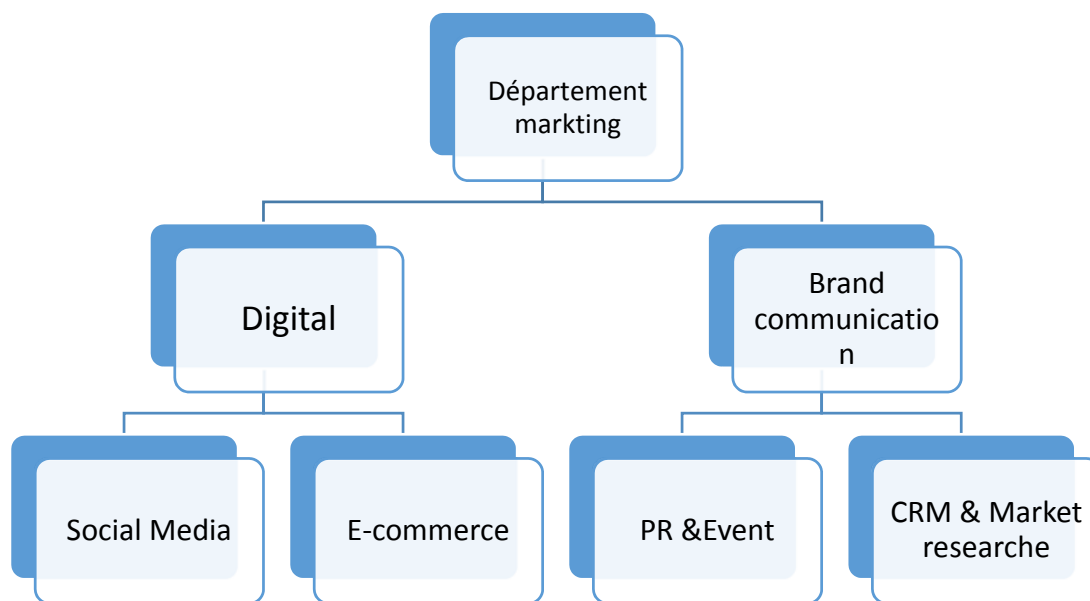 Département
markting
Digital
Brand
communicatio
n
Social Media
E-commerce
PR &Event
CRM & Market
researche